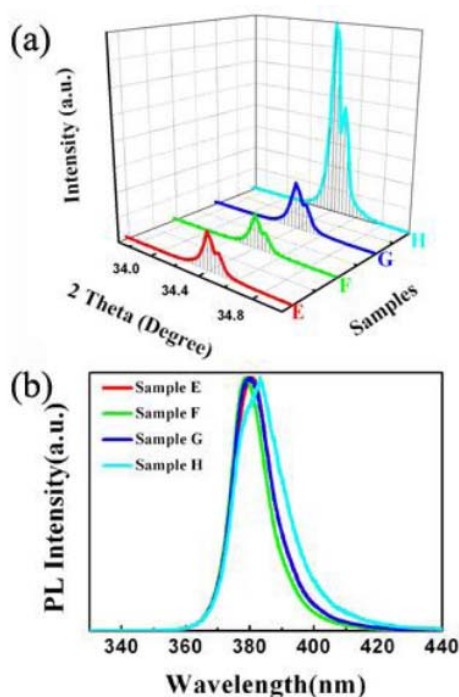 (a)
Intensity (a.u.)
34.0
34.4
34.8
2 Theta (Degree)
E
F
G
H
Samples
(b)
Sample E
Sample F
Sample G
Sample H
PL Intensity(a.u.)
340 360 380 400 420 440
Wavelength(nm)